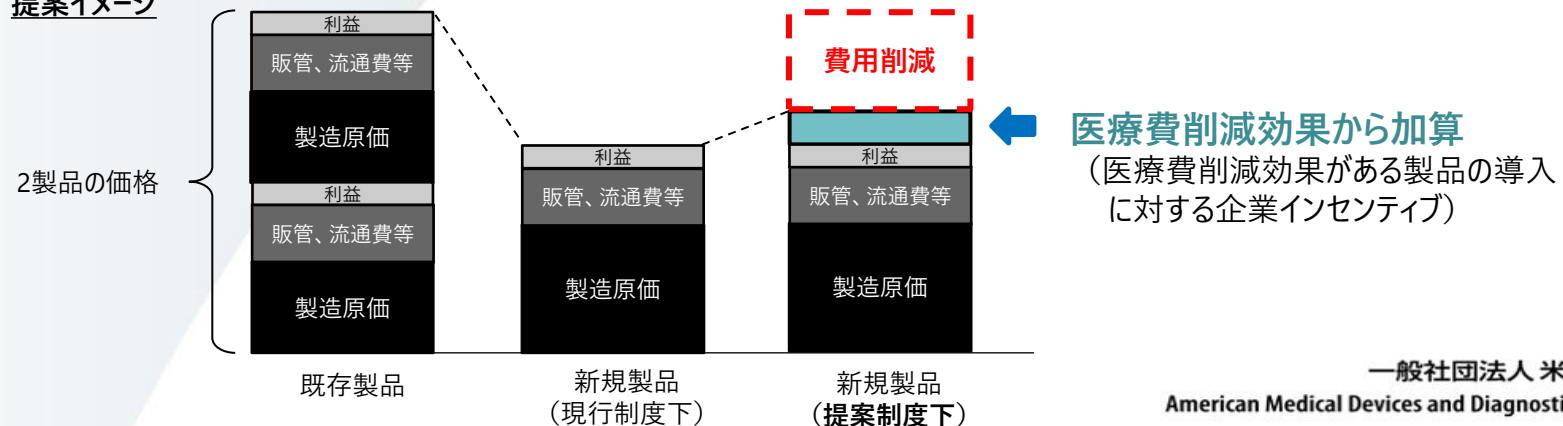 提案イメージ
利益
販管、流通費等
製造原価
利益
販管、流通費等
製造原価
2製品の価格
既存製品
利益
販管、流通費等
製造原価
新規製品
（現行制度下）
費用削減
利益
販管、流通費等
製造原価
新規製品
（提案制度下）
医療費削減効果から加算
（医療費削減効果がある製品の導入
に対する企業インセンティブ）
一般社団法人 米
American Medical Devices and Diagnosti